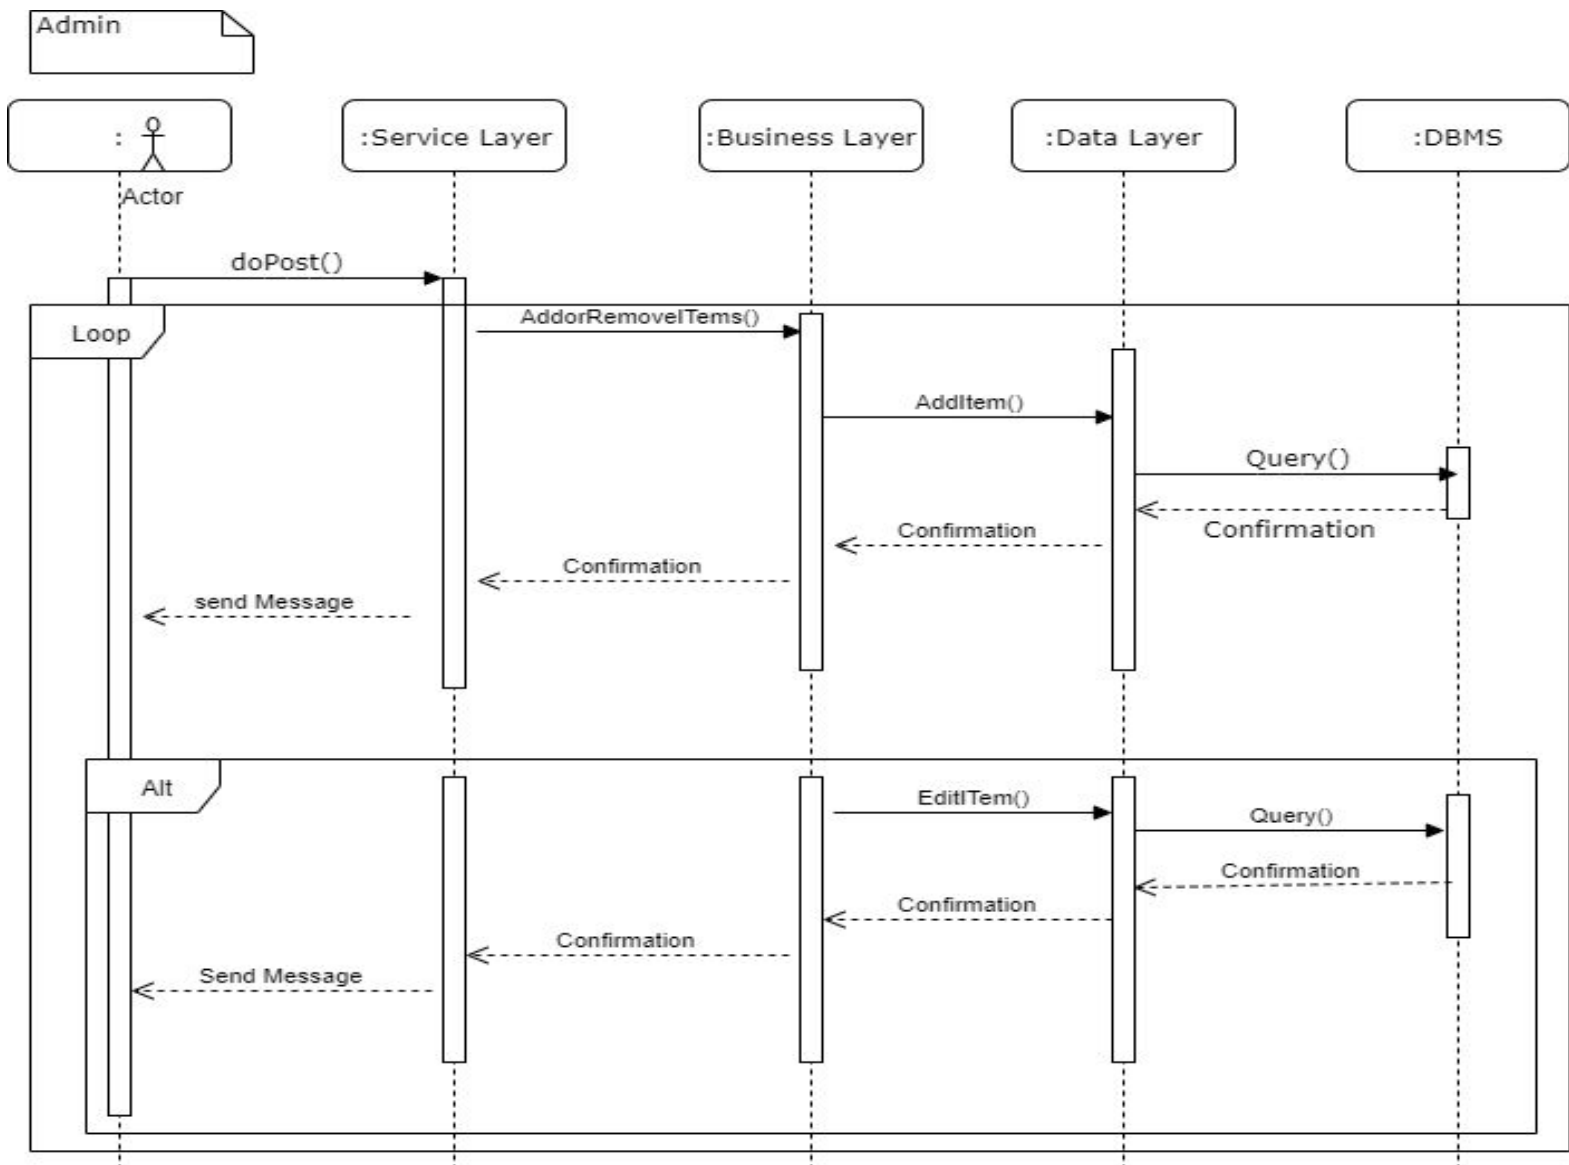 Admin
:
Actor
:Service Layer
:Business Layer
:Data Layer
:DBMS
doPost()
Loop
AddorRemoveITems()
AddItem()
Query()
Confirmation
Confirmation
Confirmation
send Message
Alt
EditITem()
Query()
Confirmation
Confirmation
Confirmation
Send Message